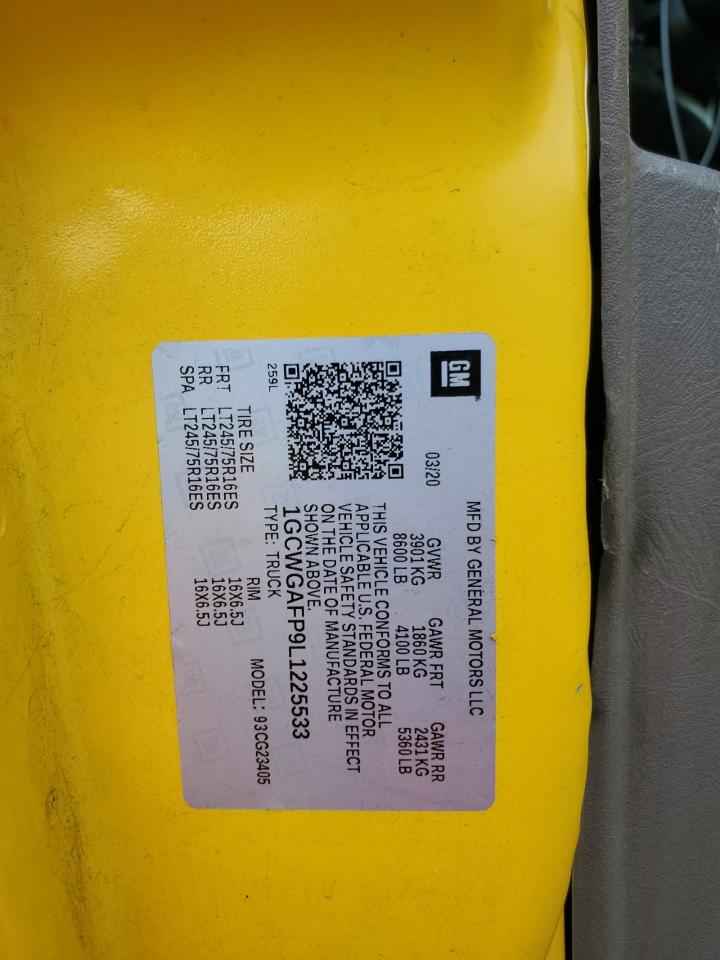 GM
MFD BY GENERAL MOTORS LLC
03/20
GVWR GAWR FRT GAWR RR
3901 KG 1860 KG 2431 KG
8600 LB 4100 LB 5360 LB
THIS VEHICLE CONFORMS TO ALL
APPLICABLE U.S. FEDERAL MOTOR
VEHICLE SAFETY STANDARDS IN EFFECT
ON THE DATE OF MANUFACTURE
SHOWN ABOVE.
1GCWGAFP9L1225533
259L
TYPE: TRUCK MODEL: 93CG23405
TIRE SIZE RIM
FRT LT245/75R16ES 16X6.5J
RR LT245/75R16ES 16X6.5J
SPA LT245/75R16ES 16X6.5J